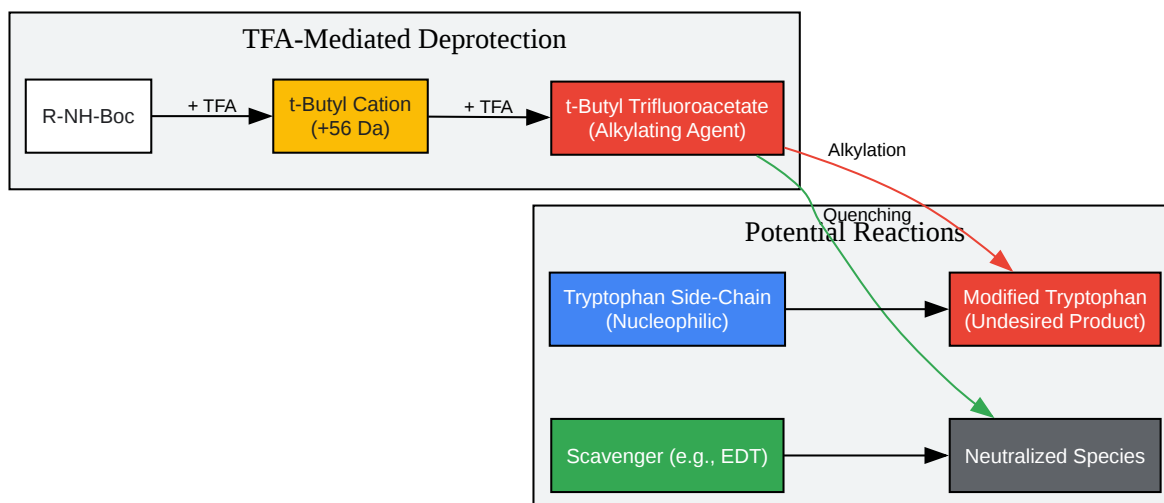 TFA-Mediated Deprotection
R-NH-Boc
+ TFA
t-Butyl Cation
(+56 Da)
+ TFA
t-Butyl Trifluoroacetate
(Alkylating Agent)
Alkylation
Quenching
Potential Reactions
Tryptophan Side-Chain
(Nucleophilic)
Modified Tryptophan
(Undesired Product)
Scavenger (e.g., EDT)
Neutralized Species